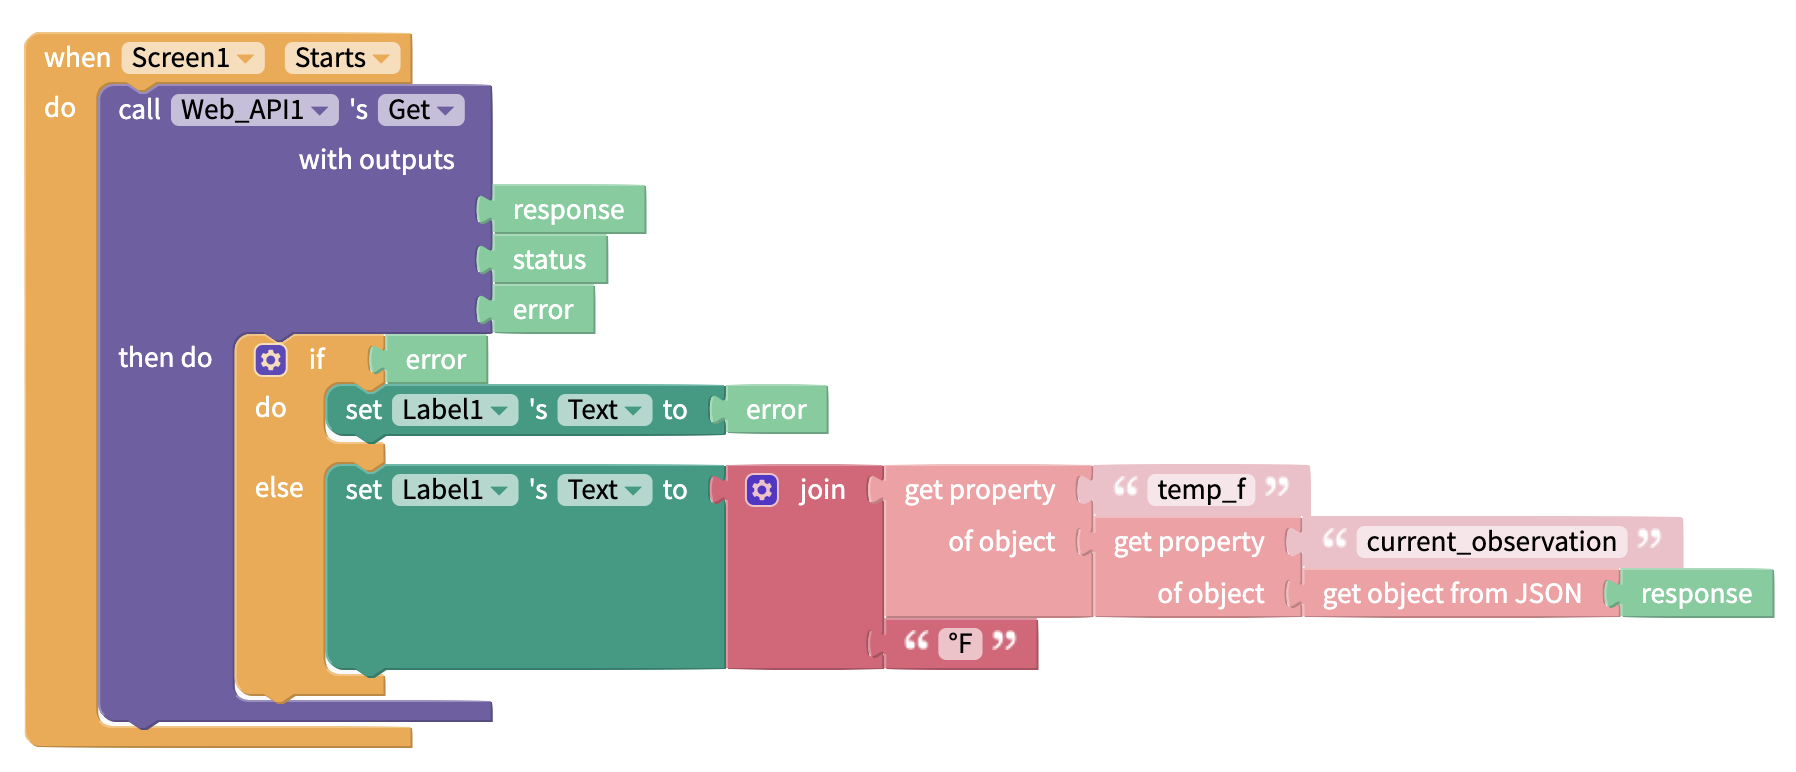 when Screen1 Starts
do call Web_API1 's Get
with outputs
response
status
error
then do if error
do set Label1 's Text to error
else set Label1 's Text to join get property “ temp_f ”
of object get property “ current_observation ”
of object get object from JSON response
“ °F ”